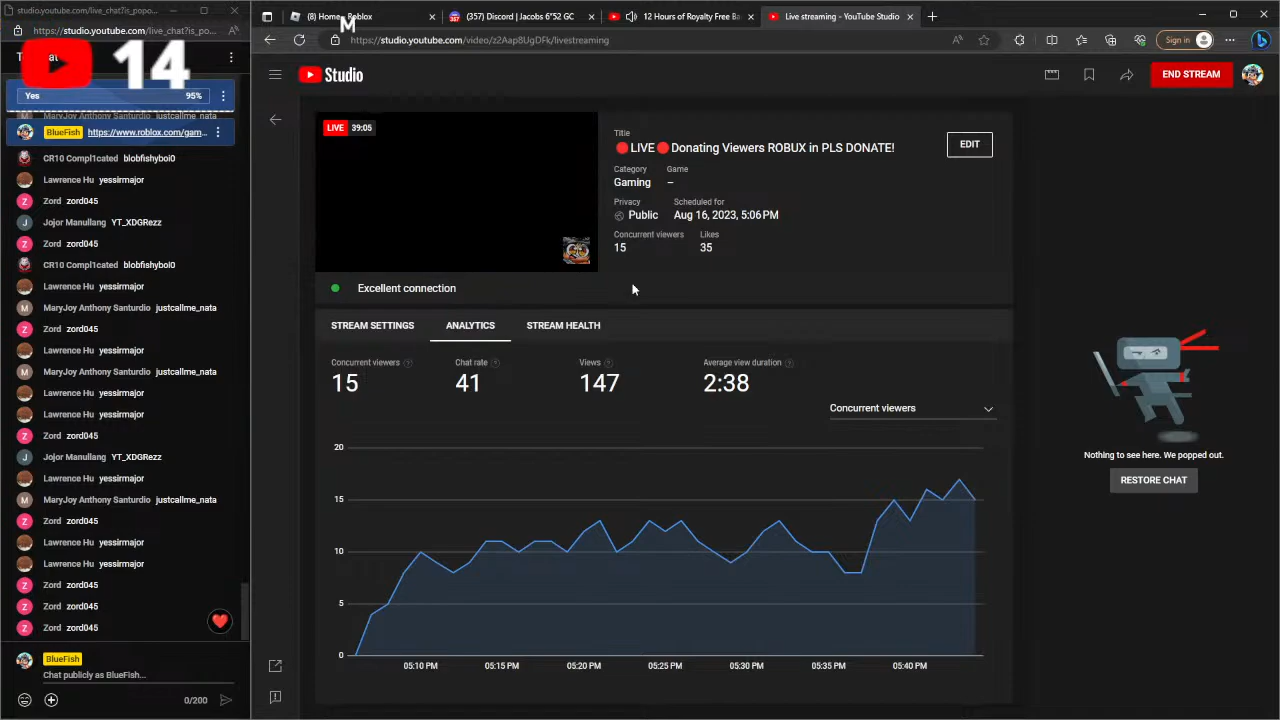 studio.youtube.com/live_chat?is_po...
https://studio.youtube.com/live_chat?is_po...
14
Yes 95%
justcallme_nata
BlueFish https://www.roblox.com/gam...
CR10 Compl1cated blobfishyboi0
Lawrence Hu yessirmajor
Zord zord045
Jojor Manullang YT_XDGRezz
Zord zord045
CR10 Compl1cated blobfishyboi0
Lawrence Hu yessirmajor
MaryJoy Anthony Santurdio justcallme_nata
Zord zord045
Lawrence Hu yessirmajor
MaryJoy Anthony Santurdio justcallme_nata
Lawrence Hu yessirmajor
Lawrence Hu yessirmajor
Zord zord045
Jojor Manullang YT_XDGRezz
Lawrence Hu yessirmajor
MaryJoy Anthony Santurdio justcallme_nata
Zord zord045
Lawrence Hu yessirmajor
Lawrence Hu yessirmajor
Zord zord045
Zord zord045
Zord zord045
BlueFish
Chat publicly as BlueFish...
0/200
(8) Home - Roblox
M
(357) Discord | Jacobs 6'52 GC
12 Hours of Royalty Free Ba
Live streaming - YouTube Studio
https://studio.youtube.com/video/z2Aap8UgDFk/livestreaming
Sign in
Studio
END STREAM
LIVE 39:05
Title
🔴LIVE🔴Donating Viewers ROBUX in PLS DONATE!
EDIT
Category Game
Gaming –
Privacy Scheduled for
Public Aug 16, 2023, 5:06 PM
Concurrent viewers Likes
15 35
Excellent connection
STREAM SETTINGS ANALYTICS STREAM HEALTH
Concurrent viewers Chat rate Views Average view duration
15 41 147 2:38
Concurrent viewers
20
15
10
5
0
05:10 PM 05:15 PM 05:20 PM 05:25 PM 05:30 PM 05:35 PM 05:40 PM
Nothing to see here. We popped out.
RESTORE CHAT